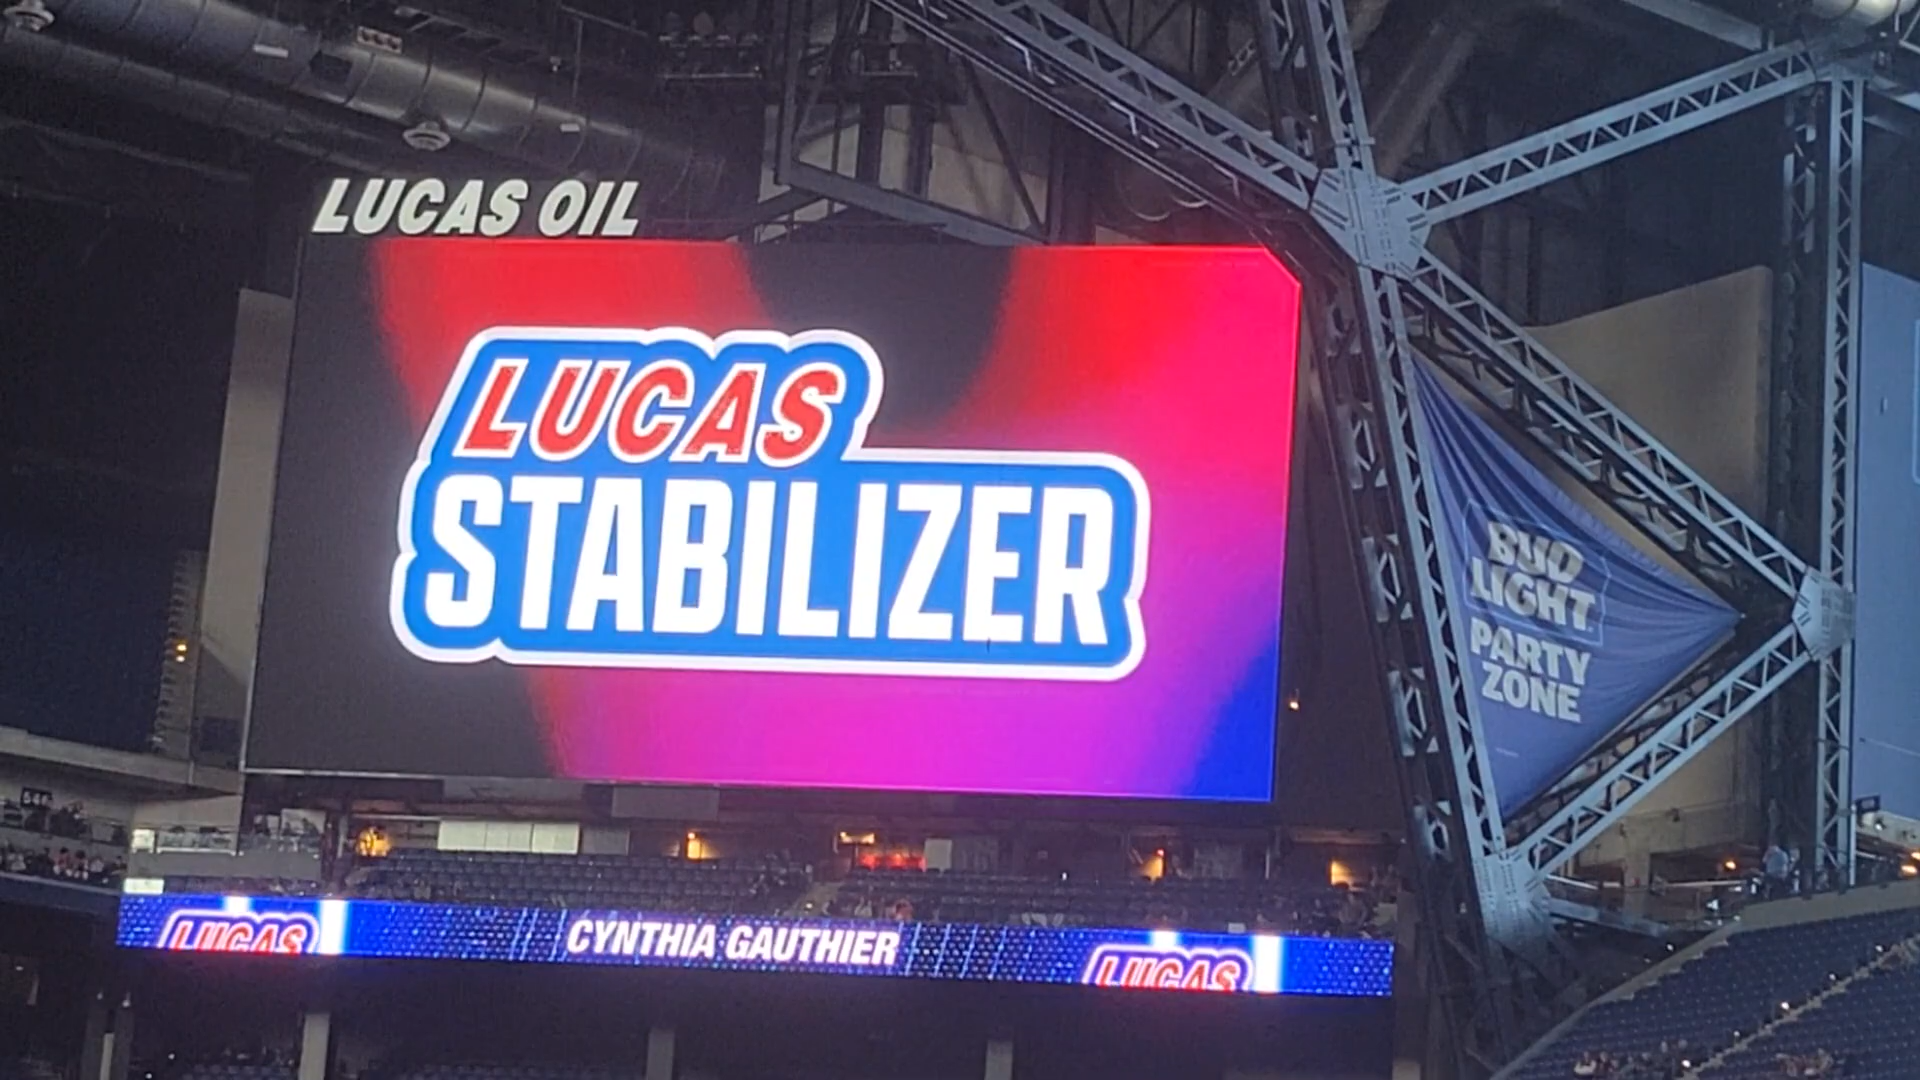 LUCAS OIL
LUCAS
STABILIZER
BUD
LIGHT
PARTY
ZONE
LUCAS
CYNTHIA GAUTHIER
LUCAS